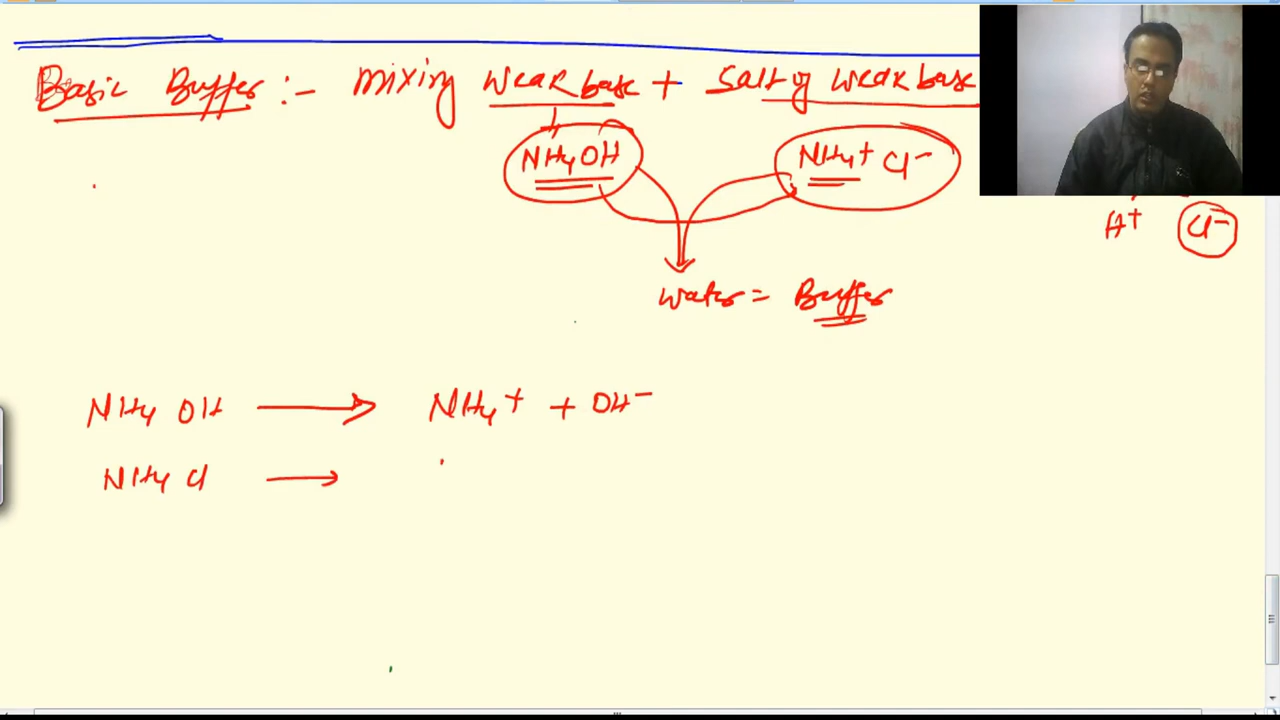 Basic Buffer :- mixing weak base + salt of weak base
NH4OH NH4+ Cl-
H+ Cl-
water = Buffer
NH4OH → NH4+ + OH-
NH4Cl →